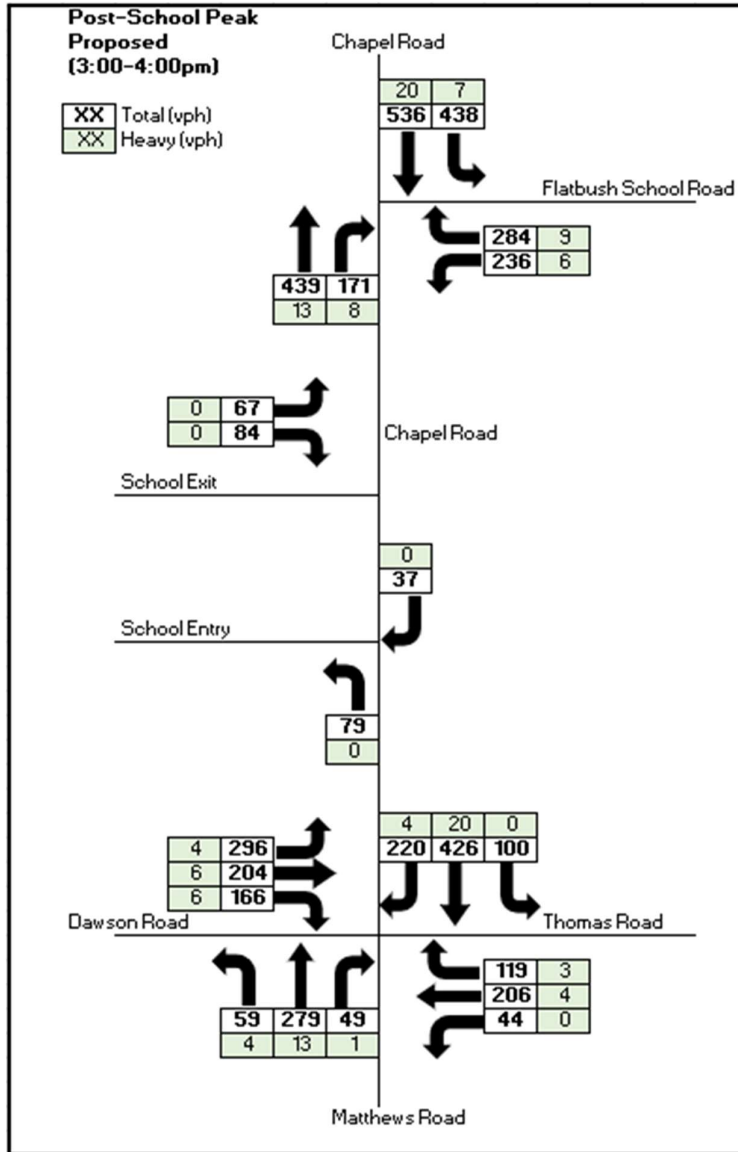 Post-School Peak
Proposed
(3:00-4:00pm)
XX Total (vph)
XX Heavy (vph)
Chapel Road
20 7
536 438
Flatbush School Road
284 9
236 6
439 171
13 8
0 67
0 84
Chapel Road
School Exit
0
37
School Entry
79
0
4 20 0
220 426 100
4 296
6 204
6 166
Dawson Road
Thomas Road
119 3
206 4
44 0
59 279 49
4 13 1
Matthews Road